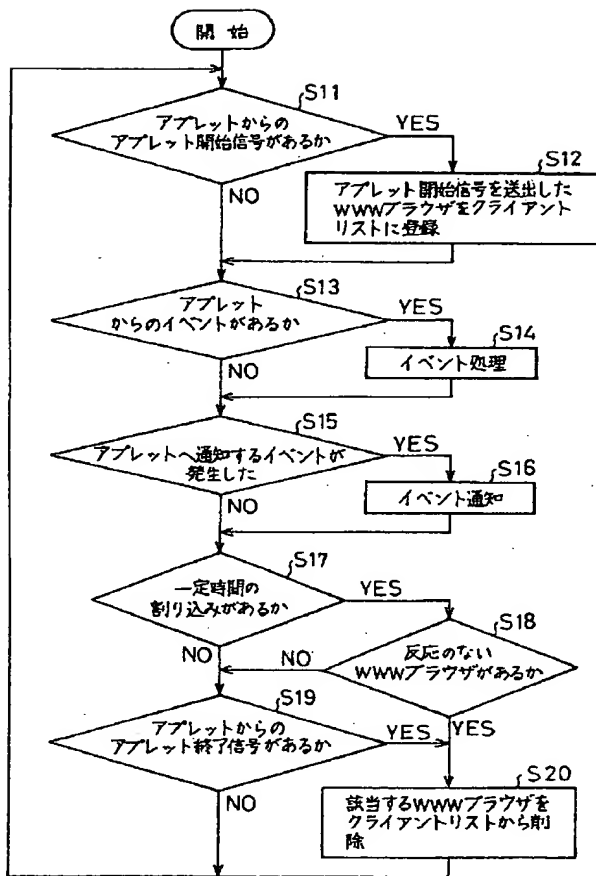 開始
S11
アプレットからの
アプレット開始信号があるか
YES
NO
S12
アプレット開始信号を送出した
WWWブラウザをクライアント
リストに登録
S13
アプレット
からのイベントがあるか
YES
NO
S14
イベント処理
S15
アプレットへ通知するイベントが
発生した
YES
NO
S16
イベント通知
S17
一定時間の
割り込みがあるか
YES
NO
S18
反応のない
WWWブラウザがあるか
NO
YES
S19
アプレットからの
アプレット終了信号があるか
YES
NO
S20
該当するWWWブラウザを
クライアントリストから削
除